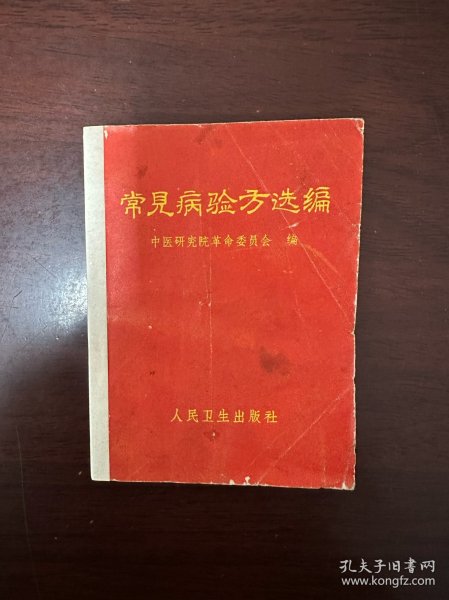 常见病验方选编
中医研究院革命委员会 编
人民卫生出版社
孔夫子旧书网
www.kongfz.com